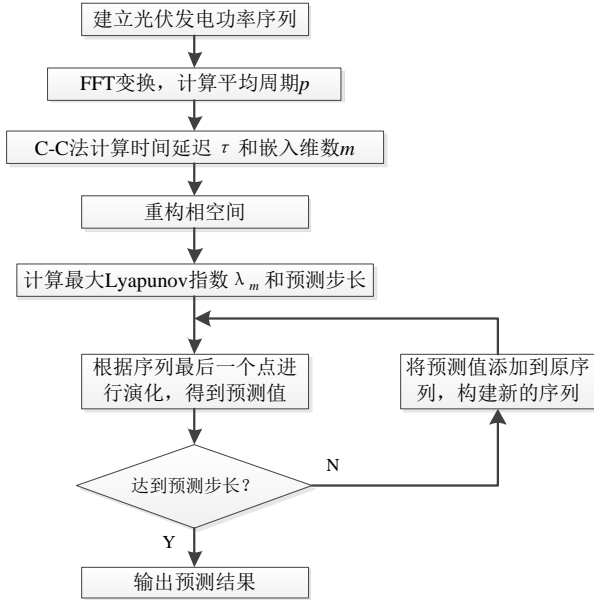 建立光伏发电功率序列
FFT变换，计算平均周期p
C-C法计算时间延迟 τ 和嵌入维数m
重构相空间
计算最大Lyapunov指数 λm 和预测步长
根据序列最后一个点进
行演化，得到预测值
将预测值添加到原序
列，构建新的序列
达到预测步长？
N
Y
输出预测结果